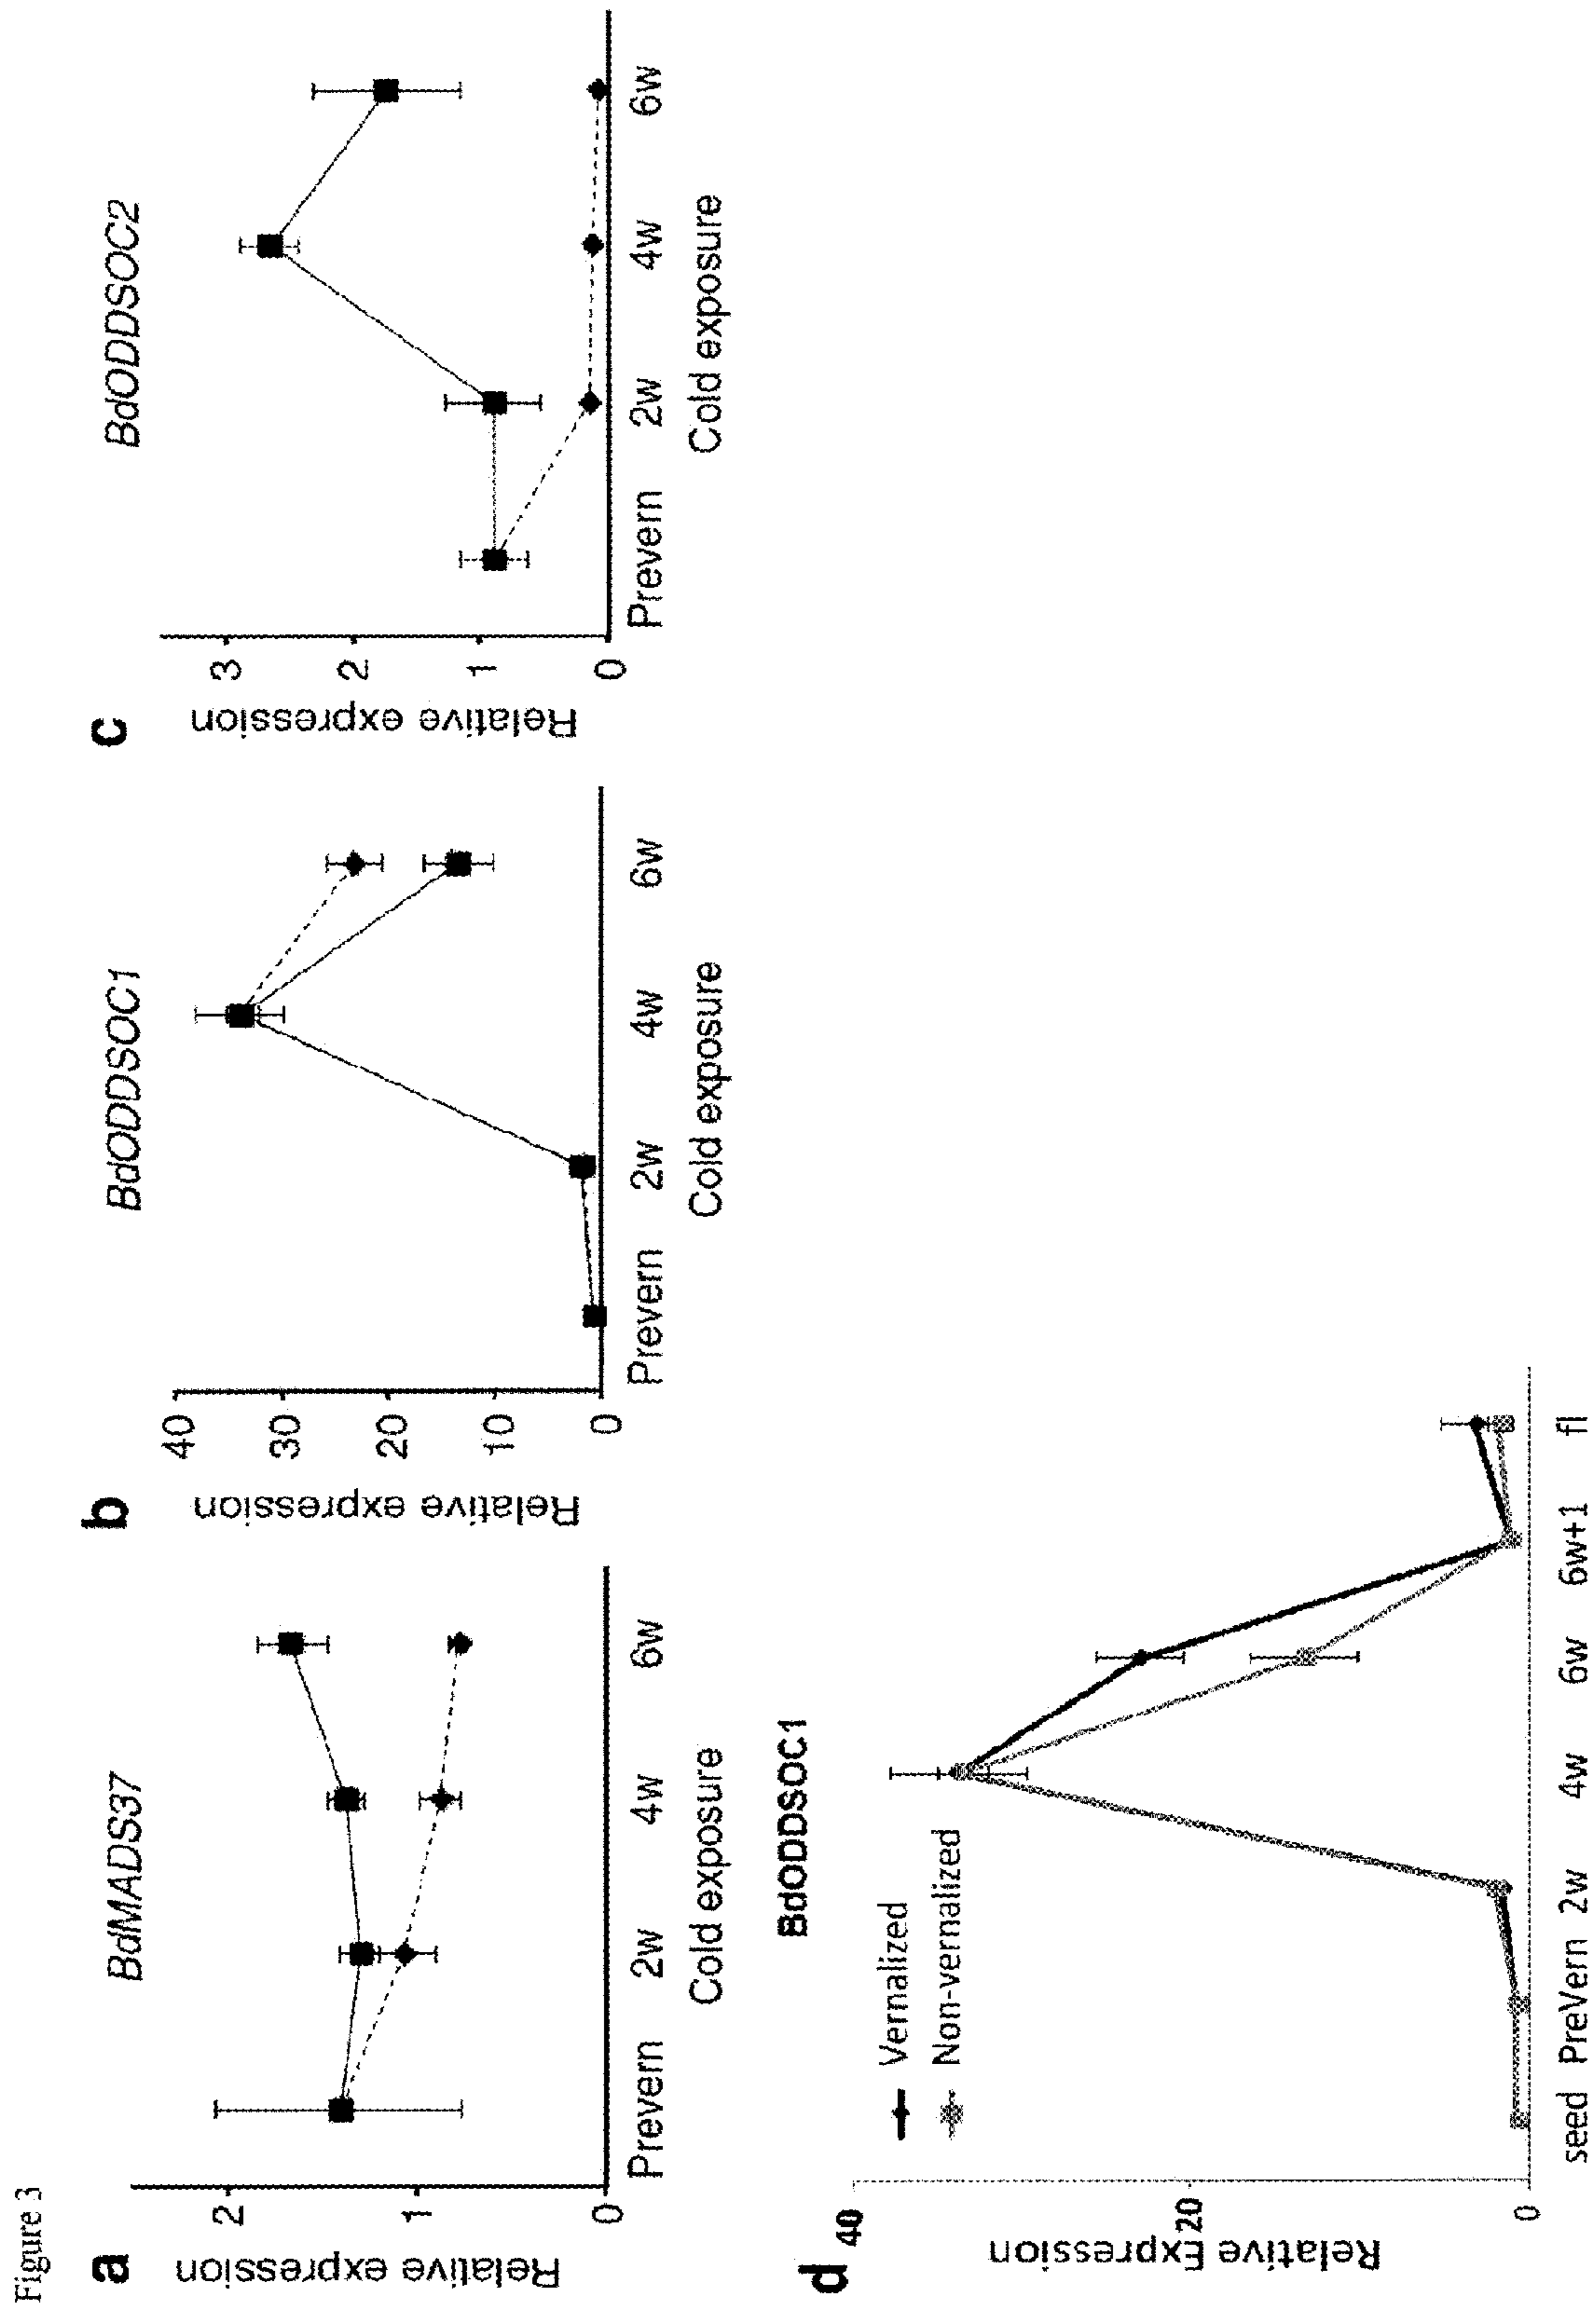 Figure 3
a
BdMADS37
Relative expression
2
1
0
Prevern 2w 4w 6w
Cold exposure
b
BdODDSOC1
Relative expression
40
30
20
10
0
Prevern 2w 4w 6w
Cold exposure
c
BdODDSOC2
Relative expression
3
2
1
0
Prevern 2w 4w 6w
Cold exposure
d
BdODDSOC1
Vernalized
Non-vernalized
Relative Expression
40
20
0
seed PreVern 2w 4w 6w 6w+1 fl